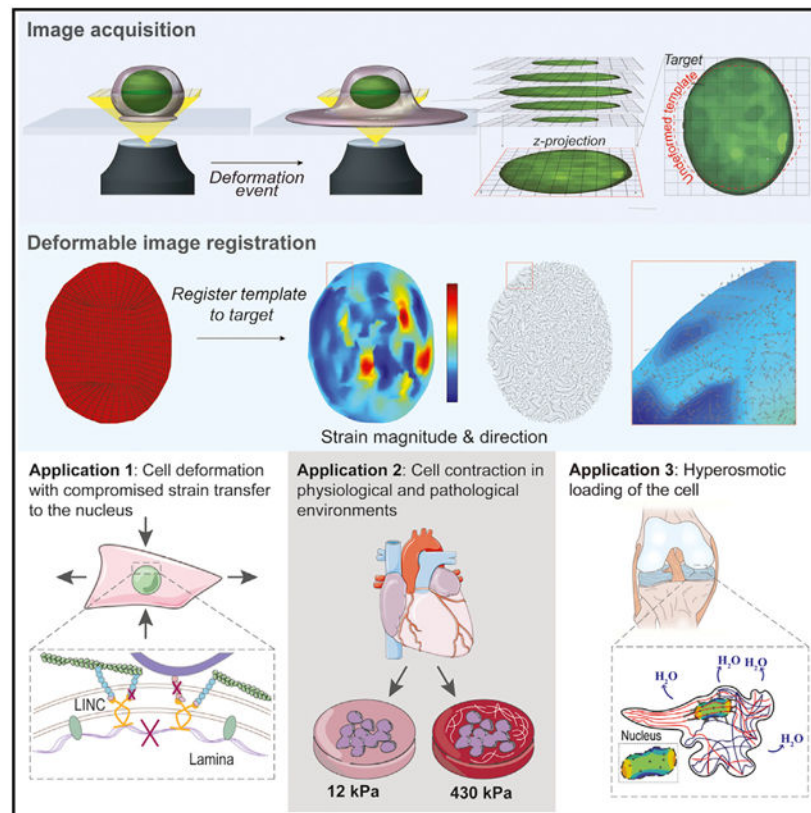 Image acquisition
Deformation
event
z-projection
Target
Undeformed template
Deformable image registration
Register template
to target
Strain magnitude & direction
Application 1: Cell deformation
with compromised strain transfer
to the nucleus
LINC
Lamina
Application 2: Cell contraction in
physiological and pathological
environments
12 kPa
430 kPa
Application 3: Hyperosmotic
loading of the cell
H₂O
H₂O
H₂O
H₂O
Nucleus